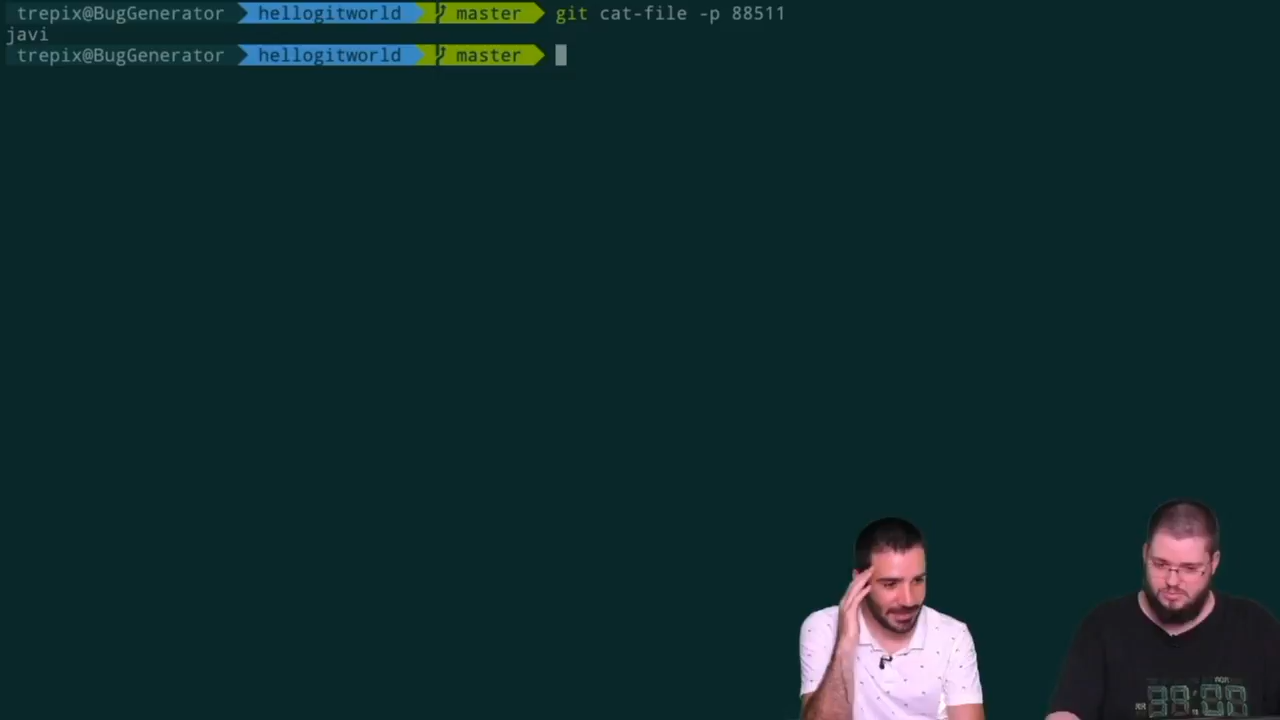 trepix@BugGenerator hellogitworld master git cat-file -p 88511
javi
trepix@BugGenerator hellogitworld master